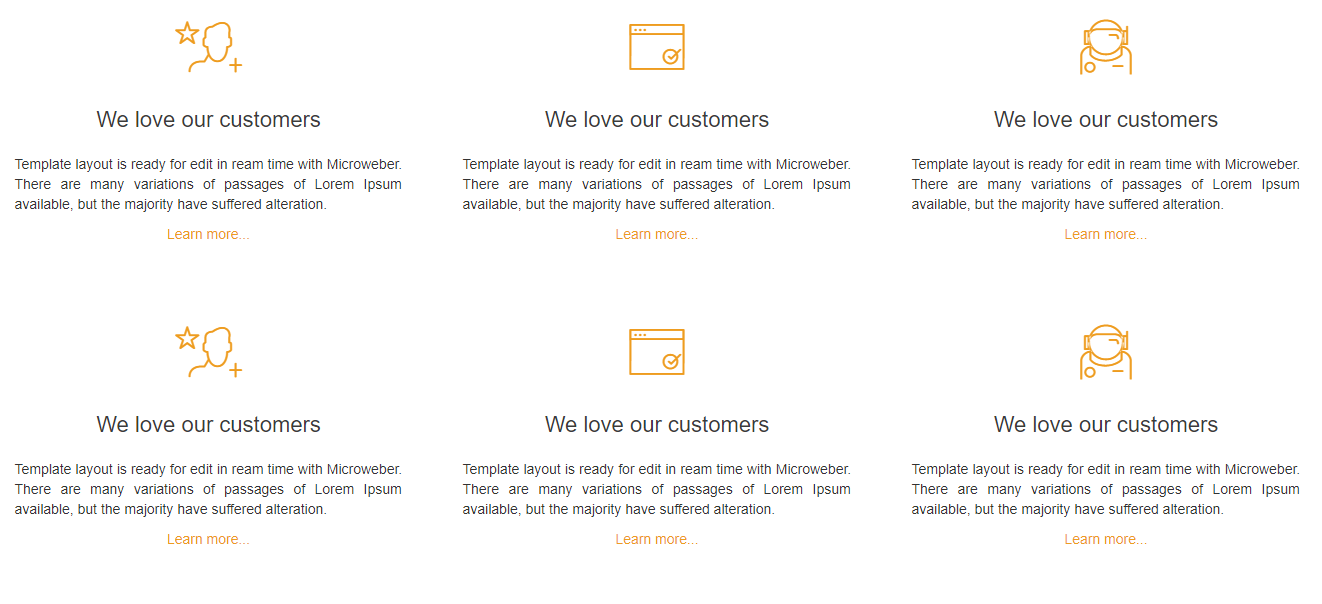 We love our customers
Template layout is ready for edit in ream time with Microweber.
There are many variations of passages of Lorem Ipsum
available, but the majority have suffered alteration.
Learn more...
We love our customers
Template layout is ready for edit in ream time with Microweber.
There are many variations of passages of Lorem Ipsum
available, but the majority have suffered alteration.
Learn more...
We love our customers
Template layout is ready for edit in ream time with Microweber.
There are many variations of passages of Lorem Ipsum
available, but the majority have suffered alteration.
Learn more...
We love our customers
Template layout is ready for edit in ream time with Microweber.
There are many variations of passages of Lorem Ipsum
available, but the majority have suffered alteration.
Learn more...
We love our customers
Template layout is ready for edit in ream time with Microweber.
There are many variations of passages of Lorem Ipsum
available, but the majority have suffered alteration.
Learn more...
We love our customers
Template layout is ready for edit in ream time with Microweber.
There are many variations of passages of Lorem Ipsum
available, but the majority have suffered alteration.
Learn more...